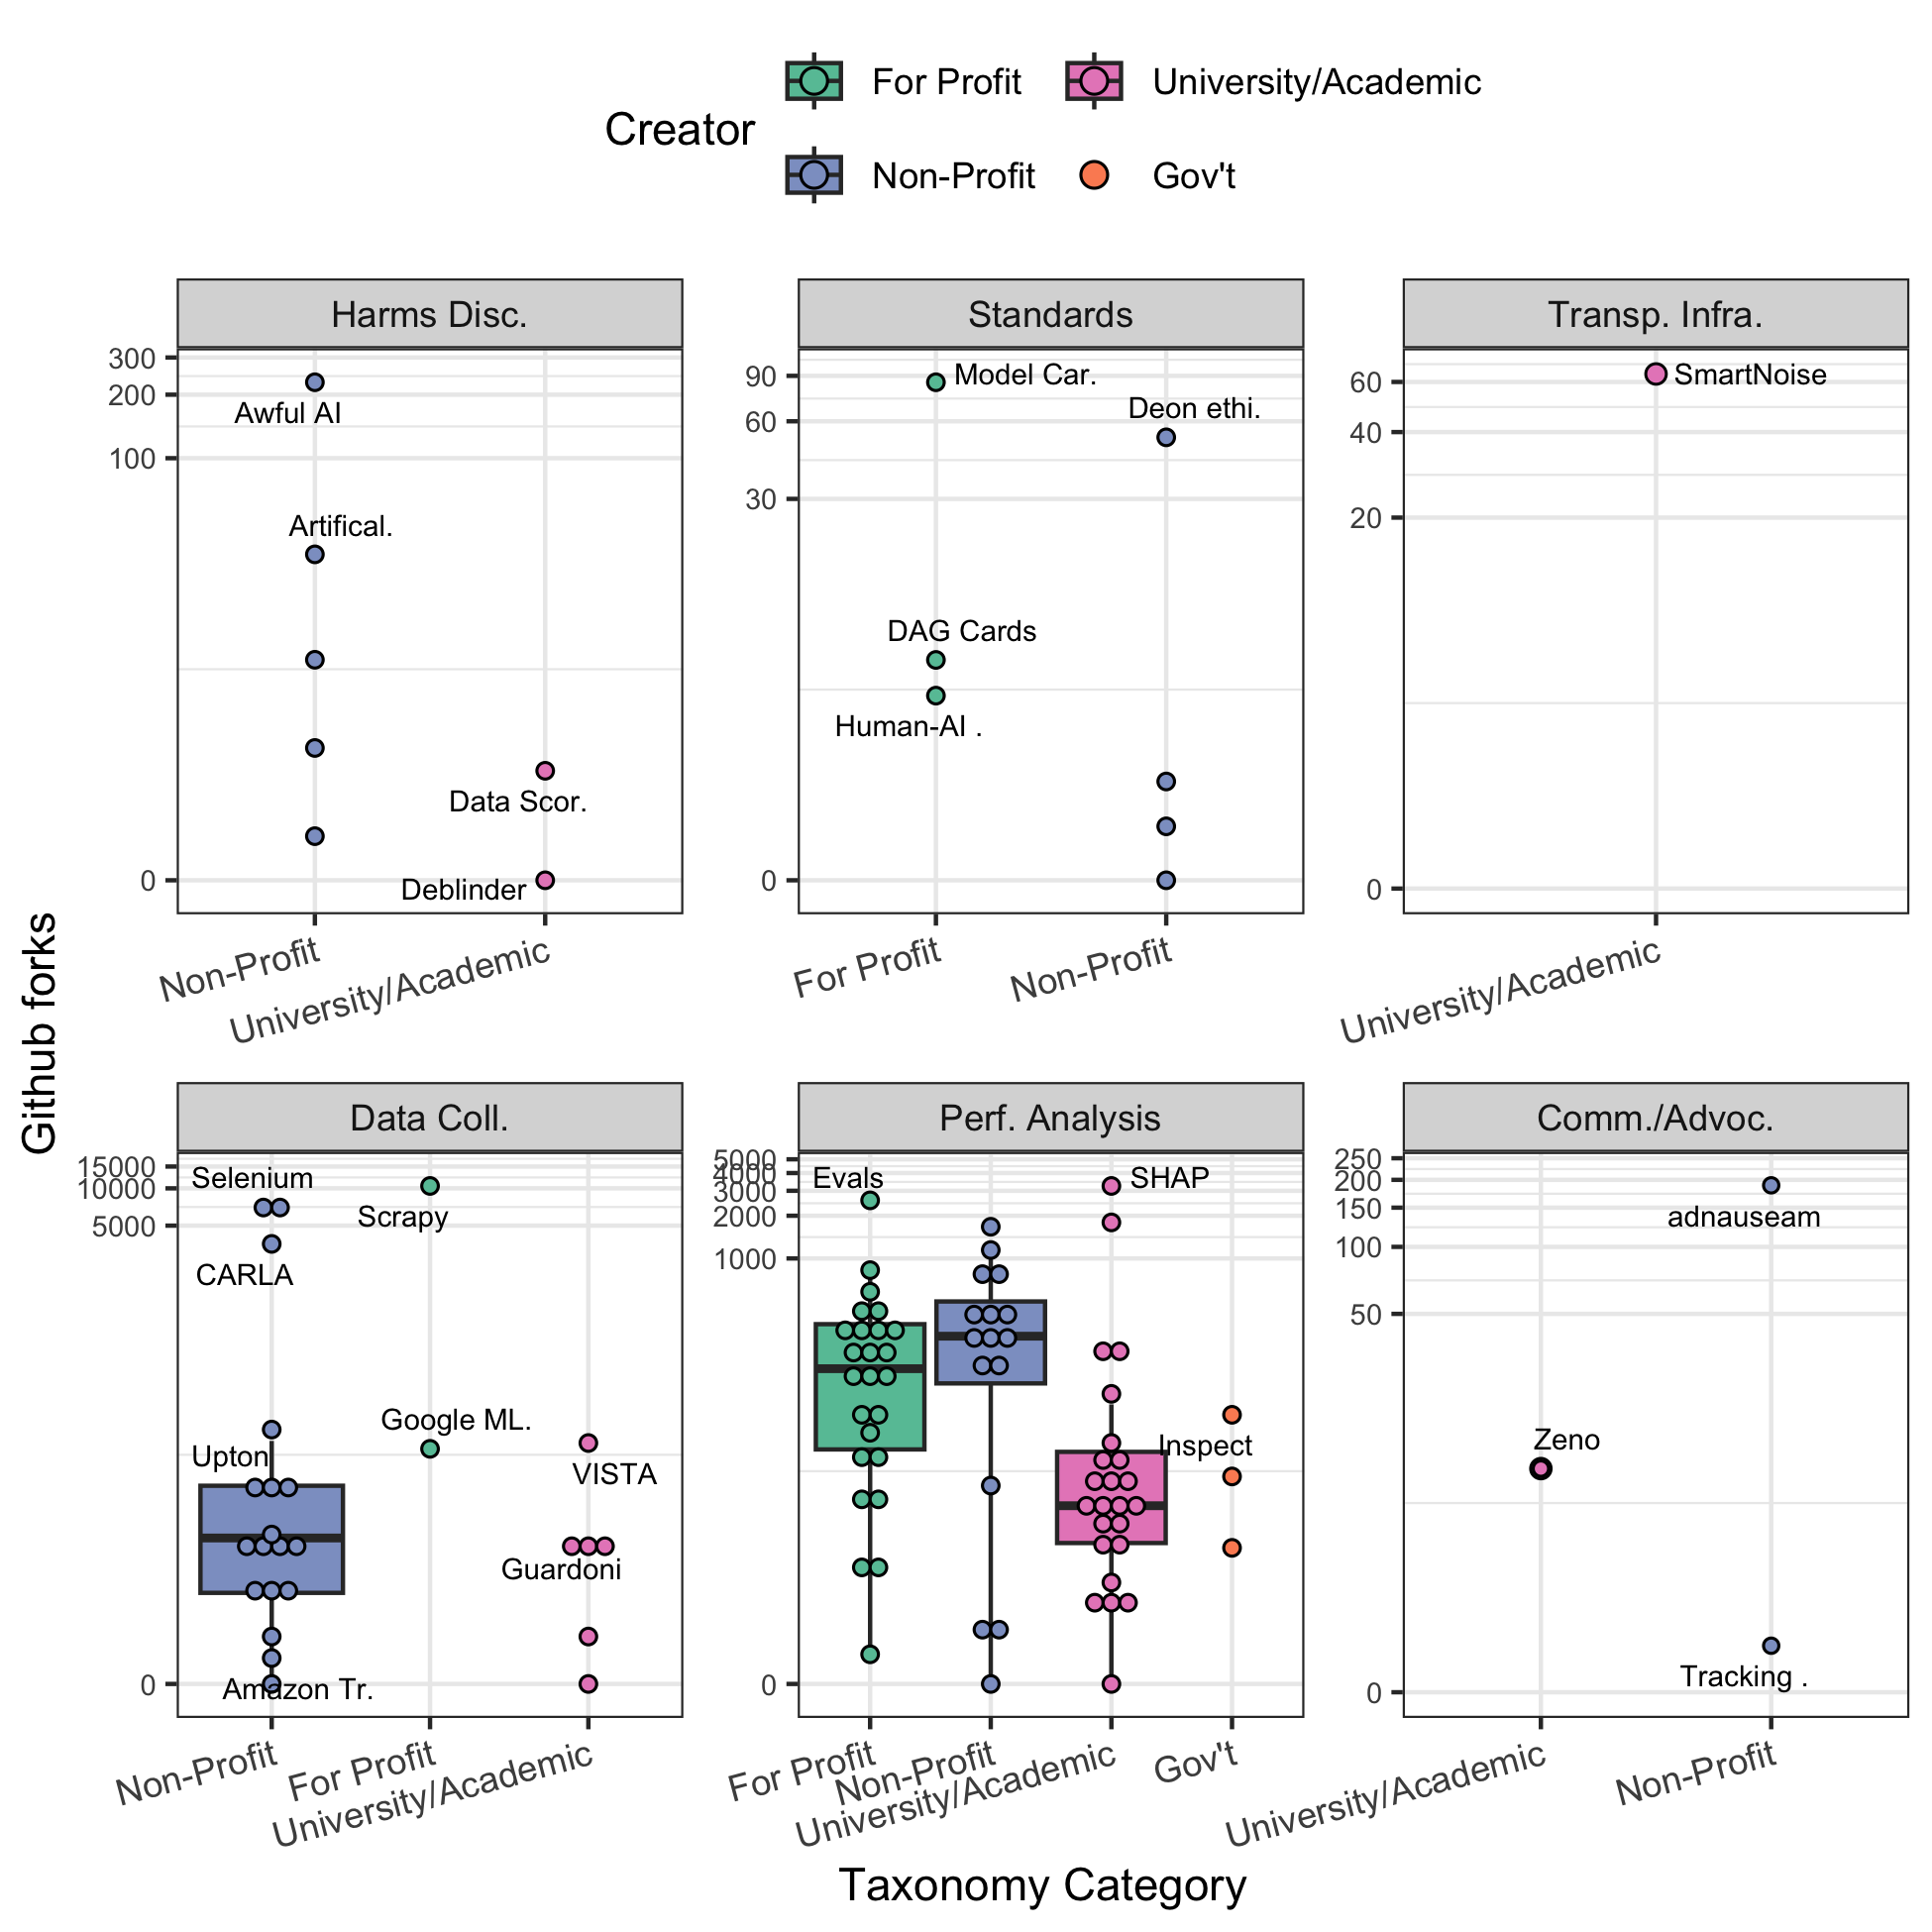 Creator
For Profit
University/Academic
Non-Profit
Gov't
Github forks
Harms Disc.
300
200
100
0
Awful AI
Artifical.
Data Scor.
Deblinder
Non-Profit
University/Academic
Standards
90
60
30
0
Model Car.
Deon ethi.
DAG Cards
Human-AI .
For Profit
Non-Profit
Transp. Infra.
60
40
20
0
SmartNoise
University/Academic
Data Coll.
15000
10000
5000
0
Selenium
Scrapy
CARLA
Google ML.
Upton
VISTA
Guardoni
Amazon Tr.
Non-Profit
For Profit
University/Academic
Perf. Analysis
5000
4000
3000
2000
1000
0
Evals
SHAP
Inspect
For Profit
Non-Profit
University/Academic
Gov't
Comm./Advoc.
250
200
150
100
50
0
adnauseam
Zeno
Tracking .
University/Academic
Non-Profit
Taxonomy Category